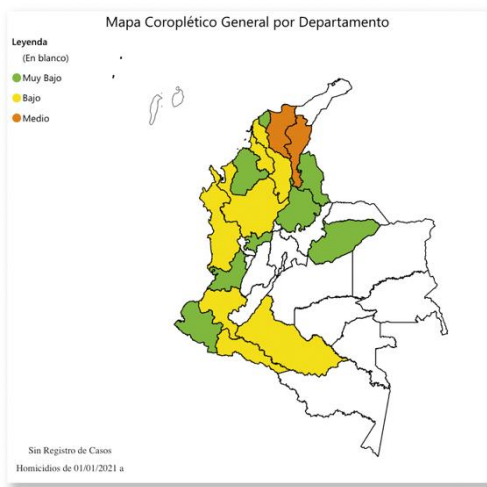 Mapa Coroplético General por Departamento
Leyenda
(En blanco)
Muy Bajo
Bajo
Medio
Sin Registro de Casos
Homicidios de 01/01/2021 a